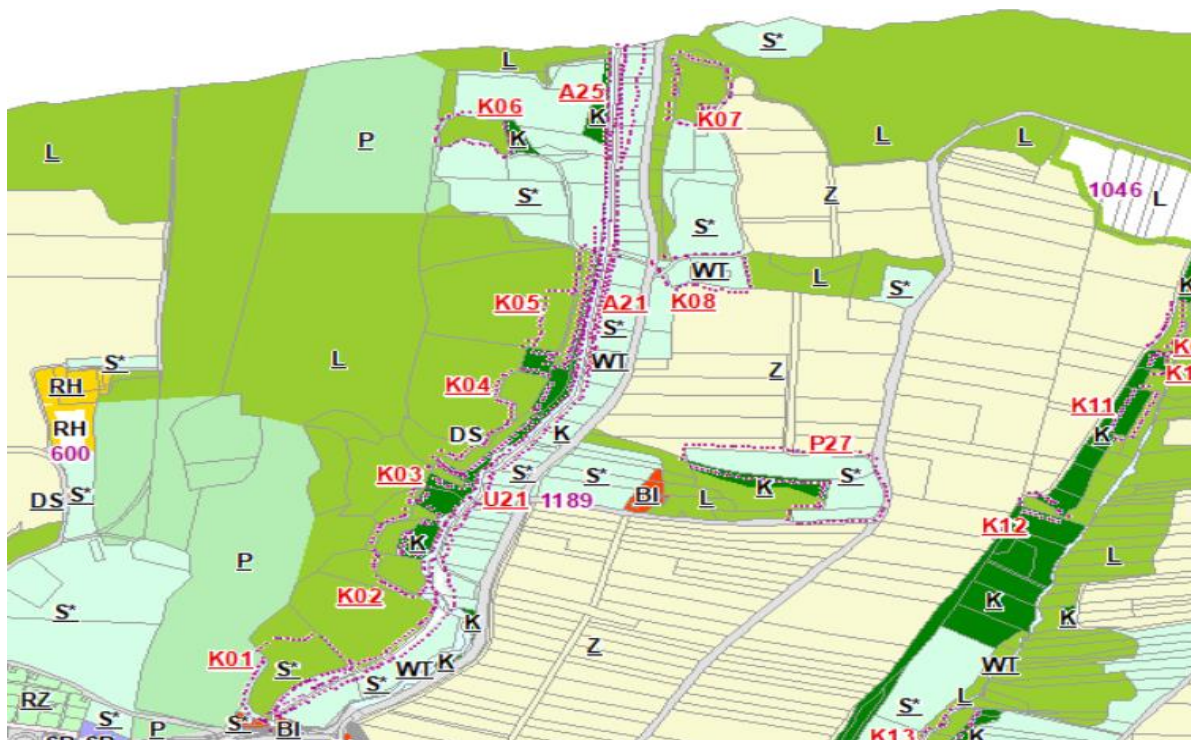 S*
L
A25
K06
K
K07
K
P
L
L
L
1046
L
S*
Z
S*
WT
L
S*
K
K05
A21
K08
S*
L
S*
WT
Z
RH
K04
K11
RH
DS
K
K
600
P27
K03
S*
S*
K
S*
DS
S*
U21
1189
BI
L
K12
K
P
L
K02
K
S*
K
K
Z
K01
K
WT
WT
S*
S*
RZ
S*
L
S*
S*
P
BI
K13
K